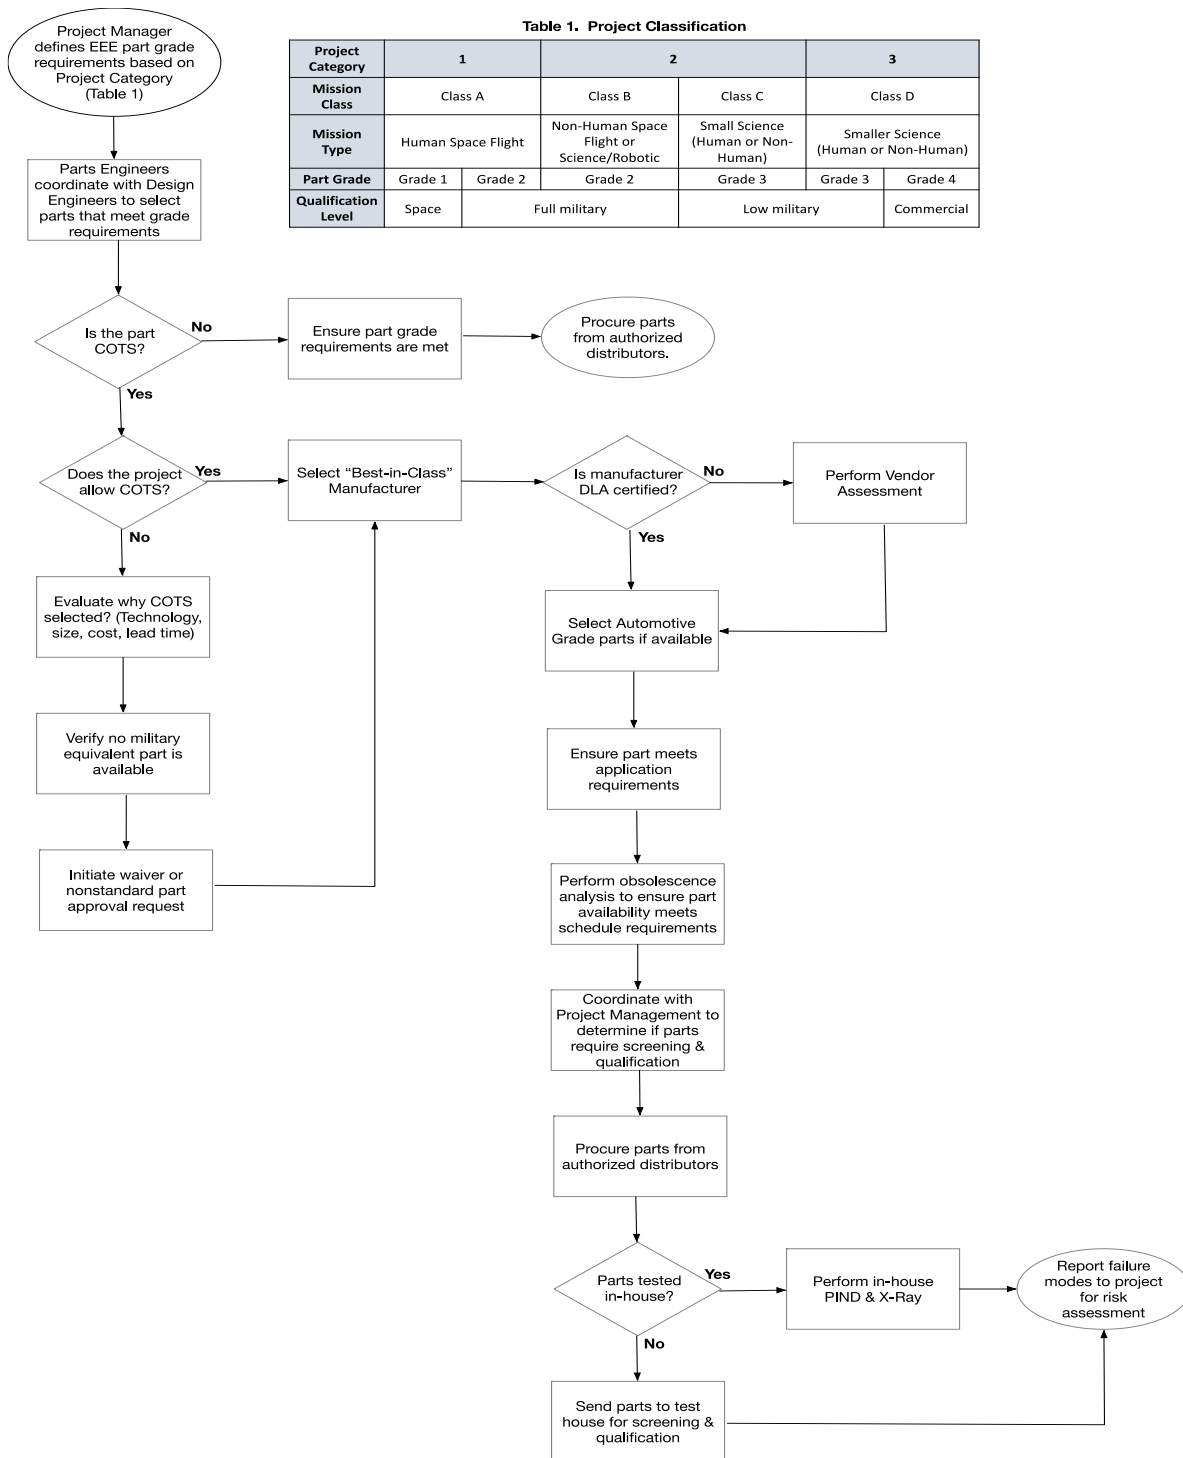 Project Manager
defines EEE part grade
requirements based on
Project Category
(Table 1)
Table 1. Project Classification
Project
Category
1
2
3
Mission
Class
Class A
Class B
Class C
Class D
Mission
Type
Human Space Flight
Non-Human Space
Flight or
Science/Robotic
Small Science
(Human or Non-
Human)
Smaller Science
(Human or Non-Human)
Part Grade
Grade 1
Grade 2
Grade 2
Grade 3
Grade 3
Grade 4
Qualification
Level
Space
Full military
Low military
Commercial
Parts Engineers
coordinate with Design
Engineers to select
parts that meet grade
requirements
Is the part
COTS?
No
Ensure part grade
requirements are met
Procure parts
from authorized
distributors.
Yes
Does the project
allow COTS?
Yes
Select “Best-in-Class”
Manufacturer
Is manufacturer
DLA certified?
No
Perform Vendor
Assessment
No
Yes
Evaluate why COTS
selected? (Technology,
size, cost, lead time)
Select Automotive
Grade parts if available
Verify no military
equivalent part is
available
Ensure part meets
application
requirements
Initiate waiver or
nonstandard part
approval request
Perform obsolescence
analysis to ensure part
availability meets
schedule requirements
Coordinate with
Project Management to
determine if parts
require screening &
qualification
Procure parts from
authorized distributors
Parts tested
in-house?
Yes
Perform in-house
PIND & X-Ray
Report failure
modes to project
for risk
assessment
No
Send parts to test
house for screening &
qualification